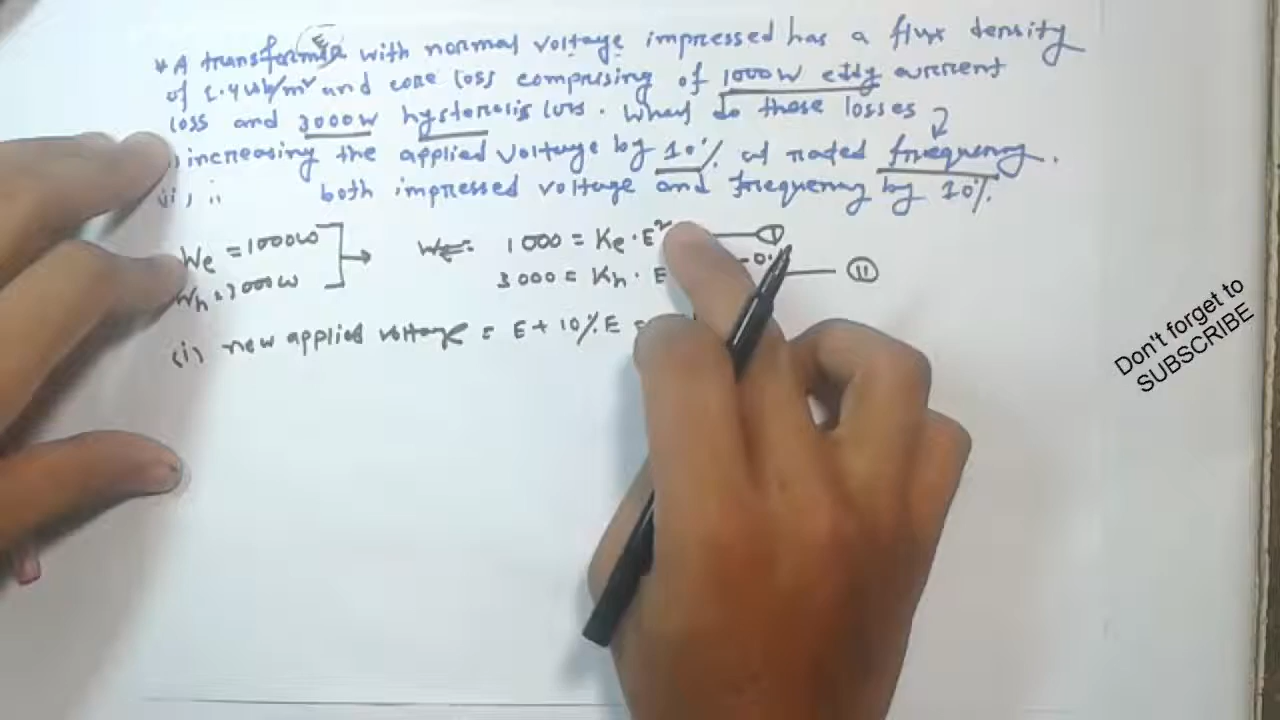 * A transformer with normal voltage impressed has a flux density
of 1.4 wb/m² and core loss comprising of 1000W eddy current
loss and 3000W hysteresis loss. What do these losses
i) increasing the applied voltage by 10% at rated frequency.
ii) ,, both impressed voltage and frequency by 10%.
We = 1000W
Wh = 3000W
1000 = Ke · E²
I
3000 = Kh · E
-0.
II
(i) new applied voltage = E + 10% E =
Don't forget to
SUBSCRIBE